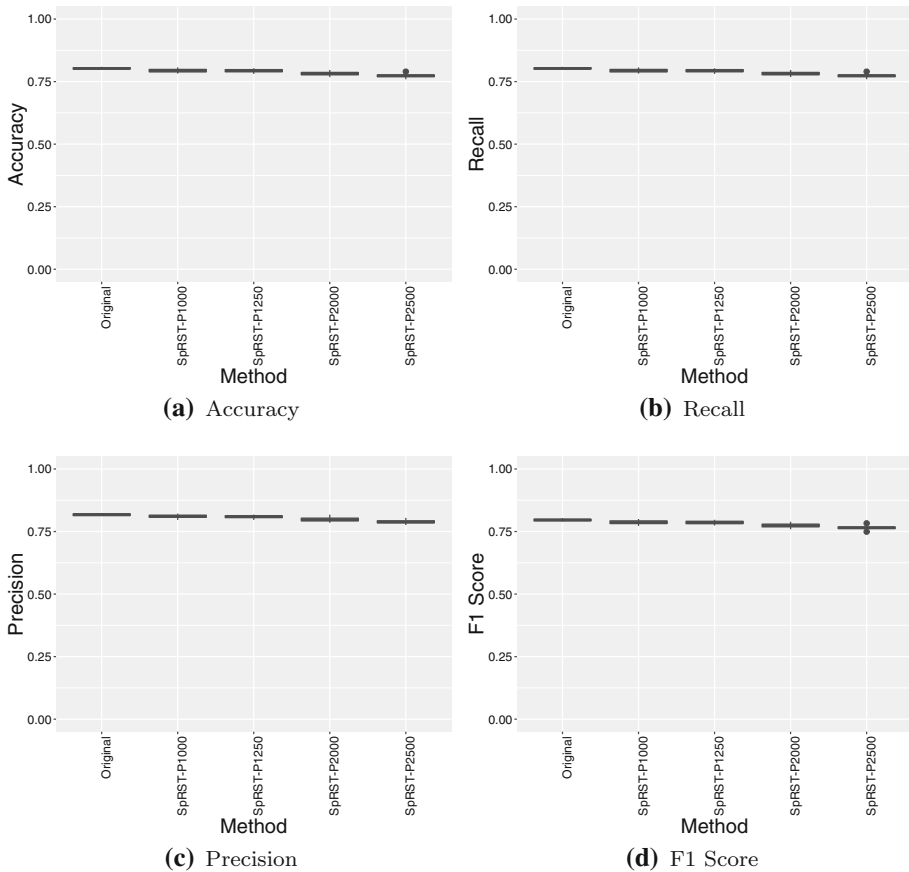 1.00
0.75
0.50
0.25
0.00
Accuracy
Original
SpRST-P1000
SpRST-P1250
SpRST-P2000
SpRST-P2500
Method
(a) Accuracy
1.00
0.75
0.50
0.25
0.00
Recall
Original
SpRST-P1000
SpRST-P1250
SpRST-P2000
SpRST-P2500
Method
(b) Recall
1.00
0.75
0.50
0.25
0.00
Precision
Original
SpRST-P1000
SpRST-P1250
SpRST-P2000
SpRST-P2500
Method
(c) Precision
1.00
0.75
0.50
0.25
0.00
F1 Score
Original
SpRST-P1000
SpRST-P1250
SpRST-P2000
SpRST-P2500
Method
(d) F1 Score